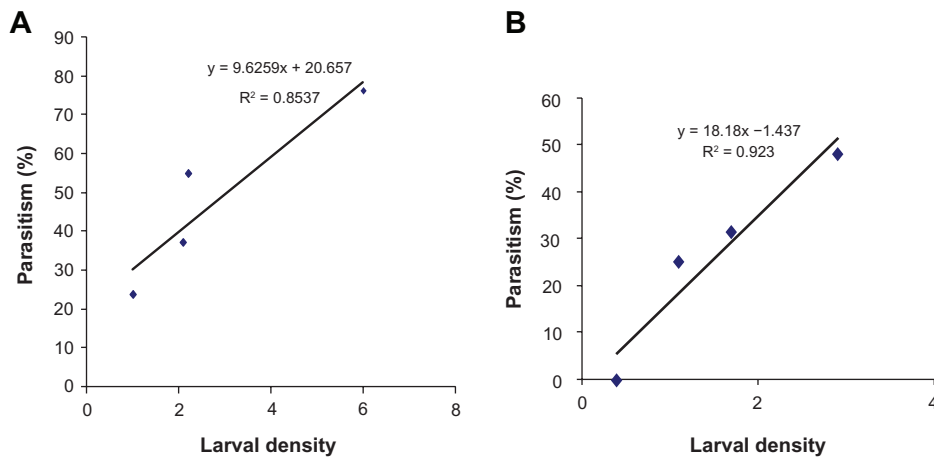 A
90
80
70
60
50
40
30
20
10
0
Parasitism (%)
y = 9.6259x + 20.657
R² = 0.8537
0 2 4 6 8
Larval density
B
60
50
40
30
20
10
0
Parasitism (%)
y = 18.18x −1.437
R² = 0.923
0 2 4
Larval density